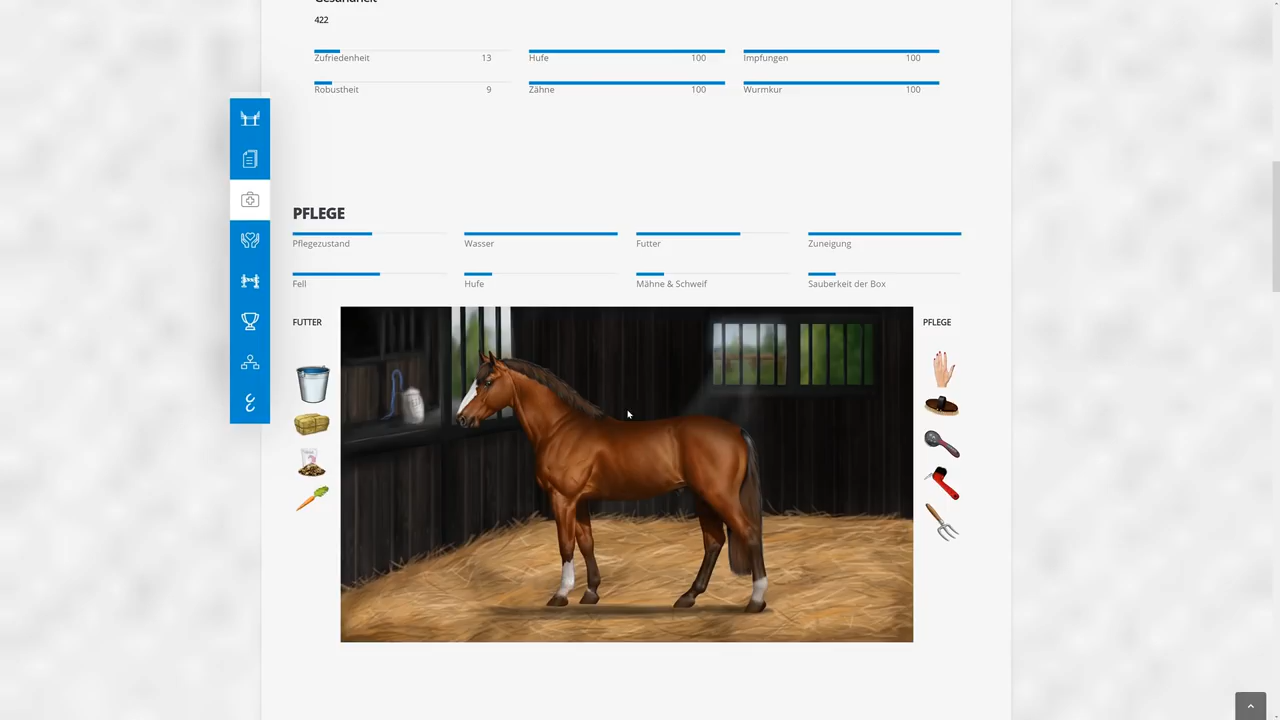 Gesundheit
422
Zufriedenheit 13 Hufe 100 Impfungen 100
Robustheit 9 Zähne 100 Wurmkur 100
PFLEGE
Pflegezustand Wasser Futter Zuneigung
Fell Hufe Mähne & Schweif Sauberkeit der Box
FUTTER PFLEGE